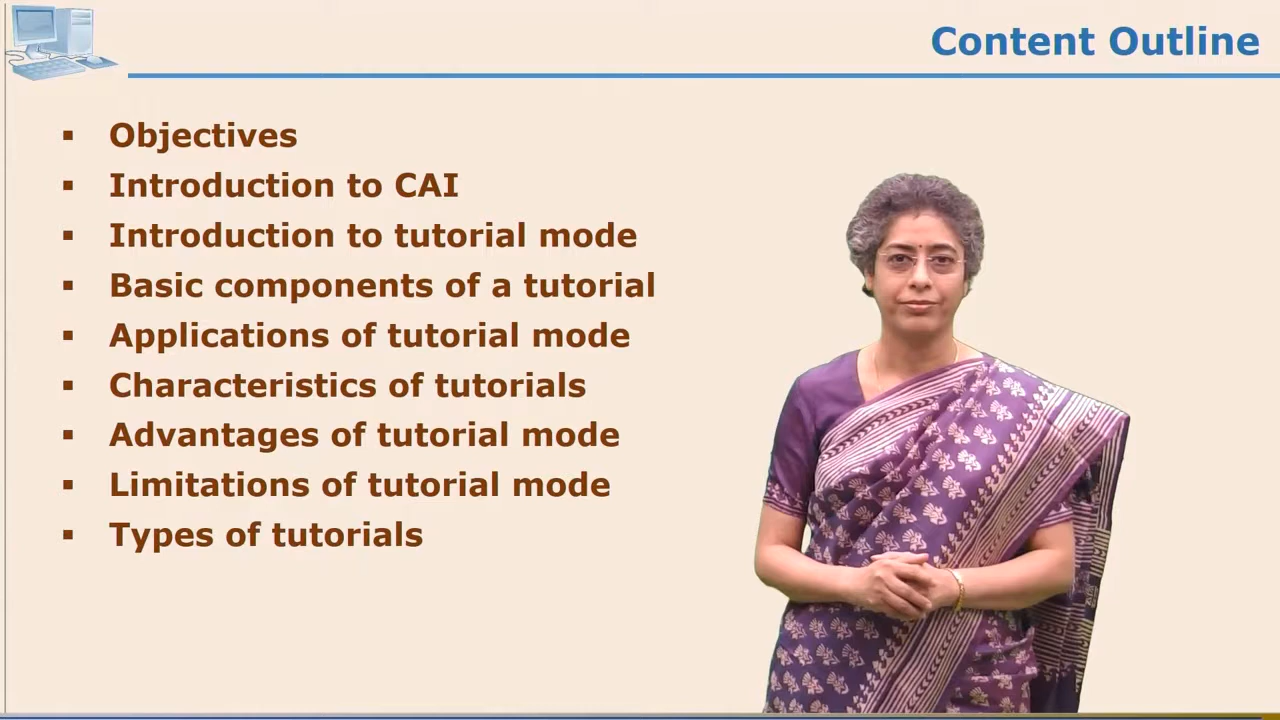 Content Outline
▪ Objectives
▪ Introduction to CAI
▪ Introduction to tutorial mode
▪ Basic components of a tutorial
▪ Applications of tutorial mode
▪ Characteristics of tutorials
▪ Advantages of tutorial mode
▪ Limitations of tutorial mode
▪ Types of tutorials